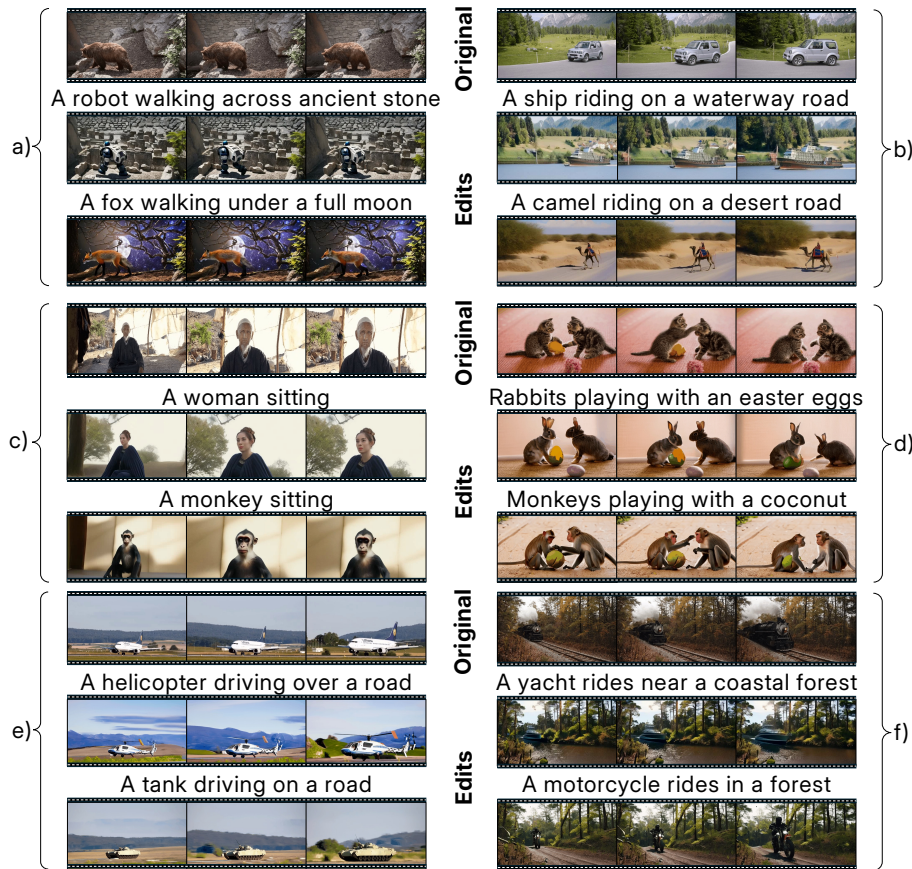 a)
Original
A robot walking across ancient stone
Edits
A fox walking under a full moon
b)
A ship riding on a waterway road
A camel riding on a desert road
c)
Original
A woman sitting
Edits
A monkey sitting
d)
Rabbits playing with an easter eggs
Monkeys playing with a coconut
e)
Original
A helicopter driving over a road
Edits
A tank driving on a road
f)
A yacht rides near a coastal forest
A motorcycle rides in a forest